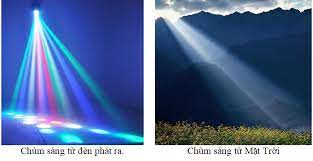 Chùm sáng từ đèn phát ra.
Chùm sáng từ Mặt Trời